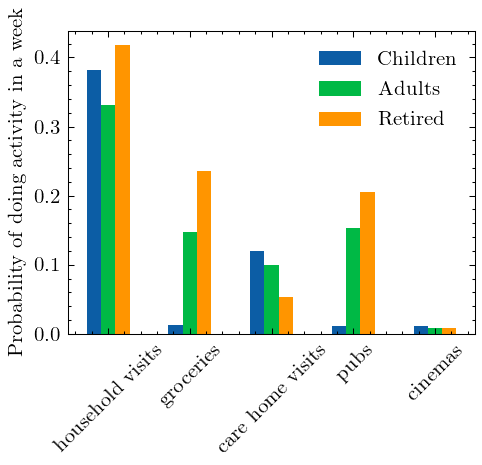 Probability of doing activity in a week
0.4
0.3
0.2
0.1
0.0
Children
Adults
Retired
household visits
groceries
care home visits
pubs
cinemas